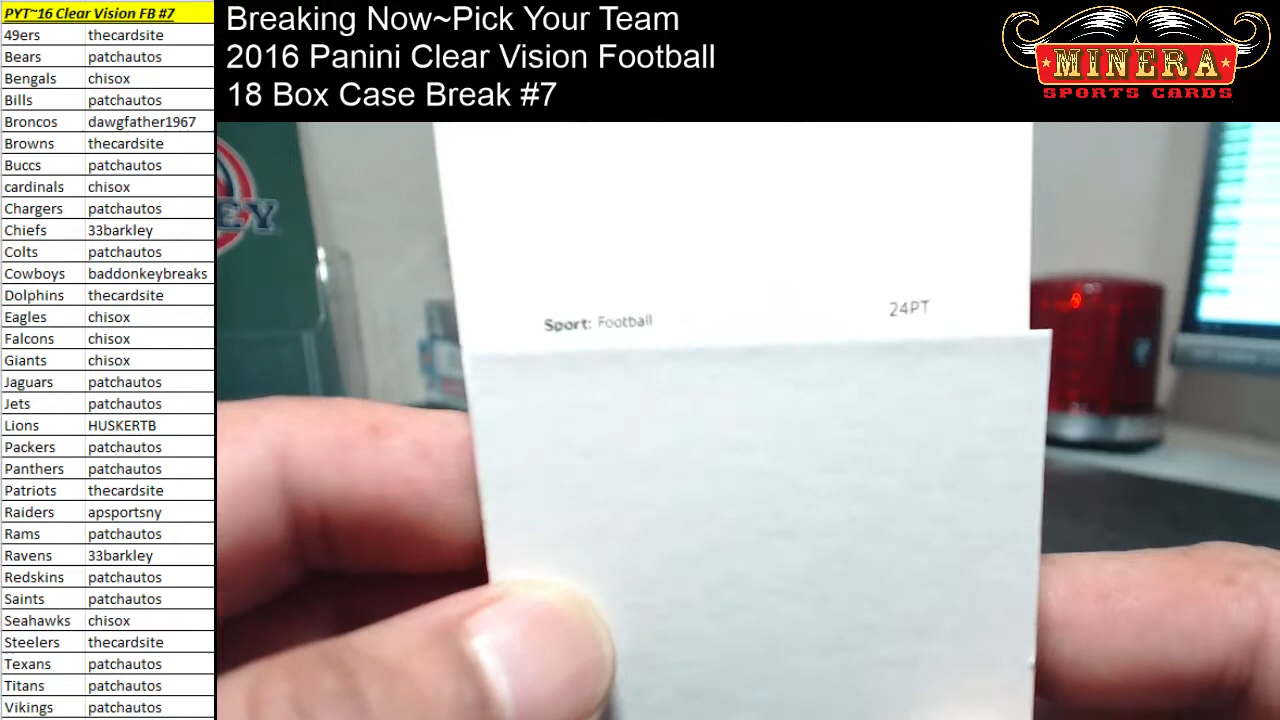 PYT~16 Clear Vision FB #7
49ers thecardsite
Bears patchautos
Bengals chisox
Bills patchautos
Broncos dawgfather1967
Browns thecardsite
Buccs patchautos
cardinals chisox
Chargers patchautos
Chiefs 33barkley
Colts patchautos
Cowboys baddonkeybreaks
Dolphins thecardsite
Eagles chisox
Falcons chisox
Giants chisox
Jaguars patchautos
Jets patchautos
Lions HUSKERTB
Packers patchautos
Panthers patchautos
Patriots thecardsite
Raiders apsportsny
Rams patchautos
Ravens 33barkley
Redskins patchautos
Saints patchautos
Seahawks chisox
Steelers thecardsite
Texans patchautos
Titans patchautos
Vikings patchautos
Breaking Now~Pick Your Team
2016 Panini Clear Vision Football
18 Box Case Break #7
MINERA
SPORTS CARDS
EY
Sport: Football 24PT